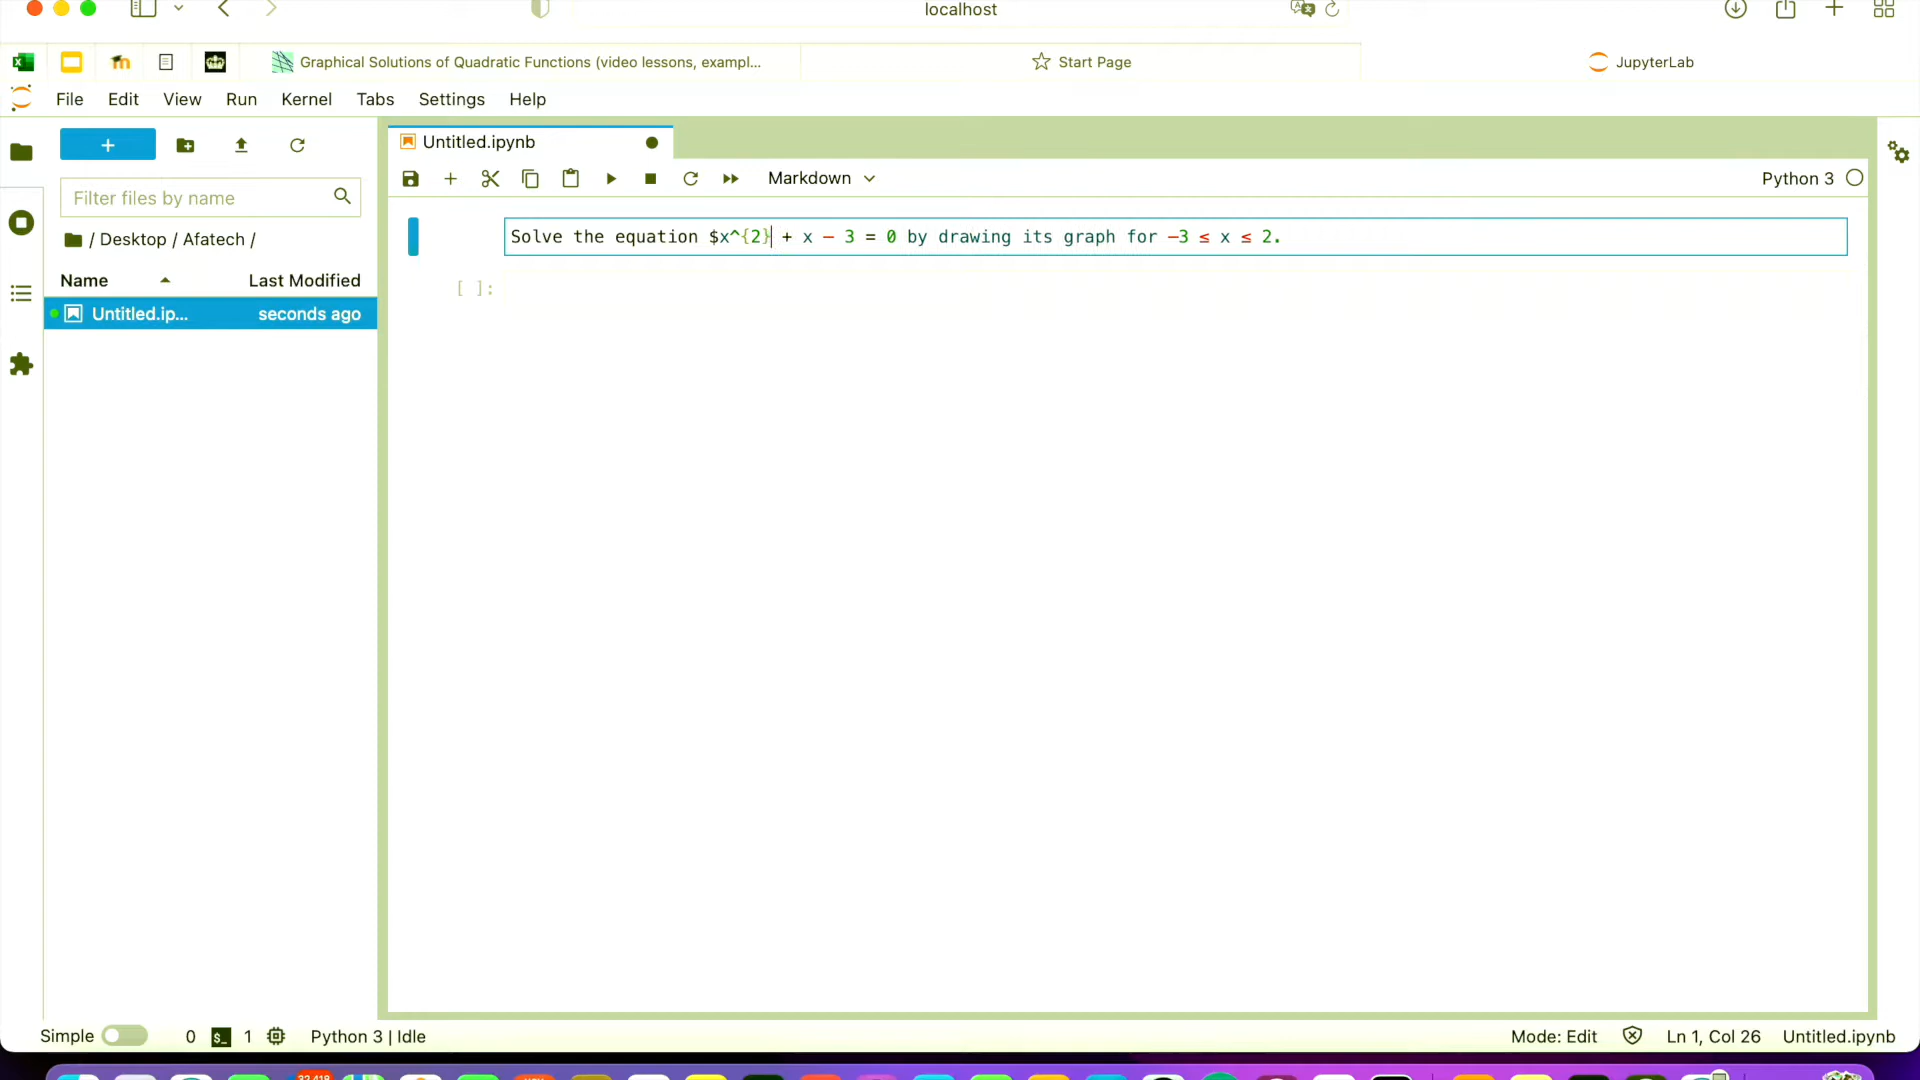 localhost
Graphical Solutions of Quadratic Functions (video lessons, exampl...
Start Page
JupyterLab
File Edit View Run Kernel Tabs Settings Help
Untitled.ipynb
Markdown
Python 3
Filter files by name
/ Desktop / Afatech /
Name Last Modified
Untitled.ip... seconds ago
Solve the equation $x^{2} + x − 3 = 0 by drawing its graph for −3 ≤ x ≤ 2.
[ ]:
Simple 0 $_ 1 Python 3 | Idle Mode: Edit Ln 1, Col 26 Untitled.ipynb